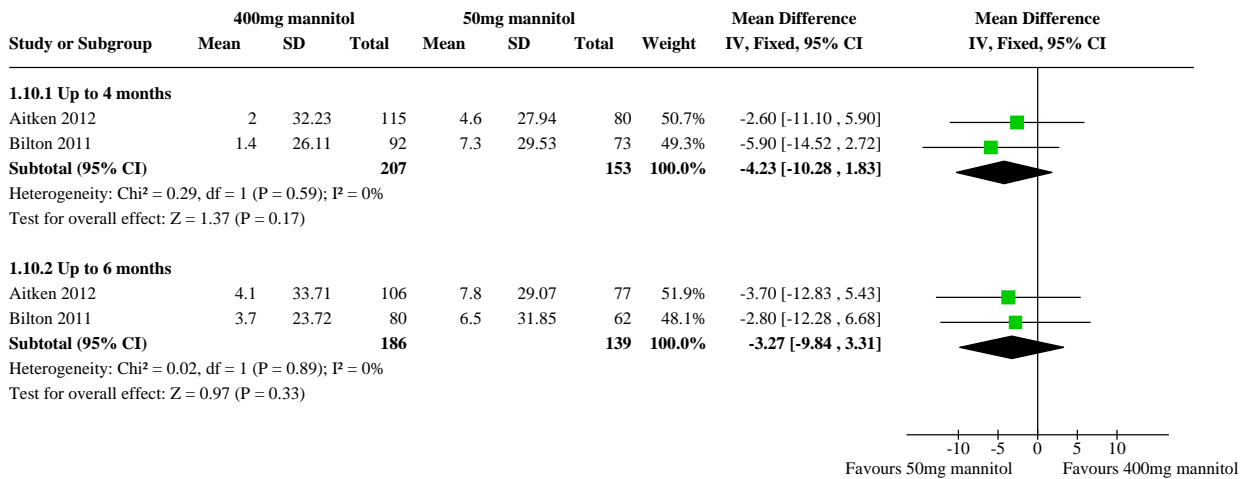 400mg mannitol 50mg mannitol Mean Difference Mean Difference
Study or Subgroup Mean SD Total Mean SD Total Weight IV, Fixed, 95% CI IV, Fixed, 95% CI
1.10.1 Up to 4 months
Aitken 2012 2 32.23 115 4.6 27.94 80 50.7% -2.60 [-11.10 , 5.90]
Bilton 2011 1.4 26.11 92 7.3 29.53 73 49.3% -5.90 [-14.52 , 2.72]
Subtotal (95% CI) 207 153 100.0% -4.23 [-10.28 , 1.83]
Heterogeneity: Chi² = 0.29, df = 1 (P = 0.59); I² = 0%
Test for overall effect: Z = 1.37 (P = 0.17)
1.10.2 Up to 6 months
Aitken 2012 4.1 33.71 106 7.8 29.07 77 51.9% -3.70 [-12.83 , 5.43]
Bilton 2011 3.7 23.72 80 6.5 31.85 62 48.1% -2.80 [-12.28 , 6.68]
Subtotal (95% CI) 186 139 100.0% -3.27 [-9.84 , 3.31]
Heterogeneity: Chi² = 0.02, df = 1 (P = 0.89); I² = 0%
Test for overall effect: Z = 0.97 (P = 0.33)
-10 -5 0 5 10
Favours 50mg mannitol Favours 400mg mannitol